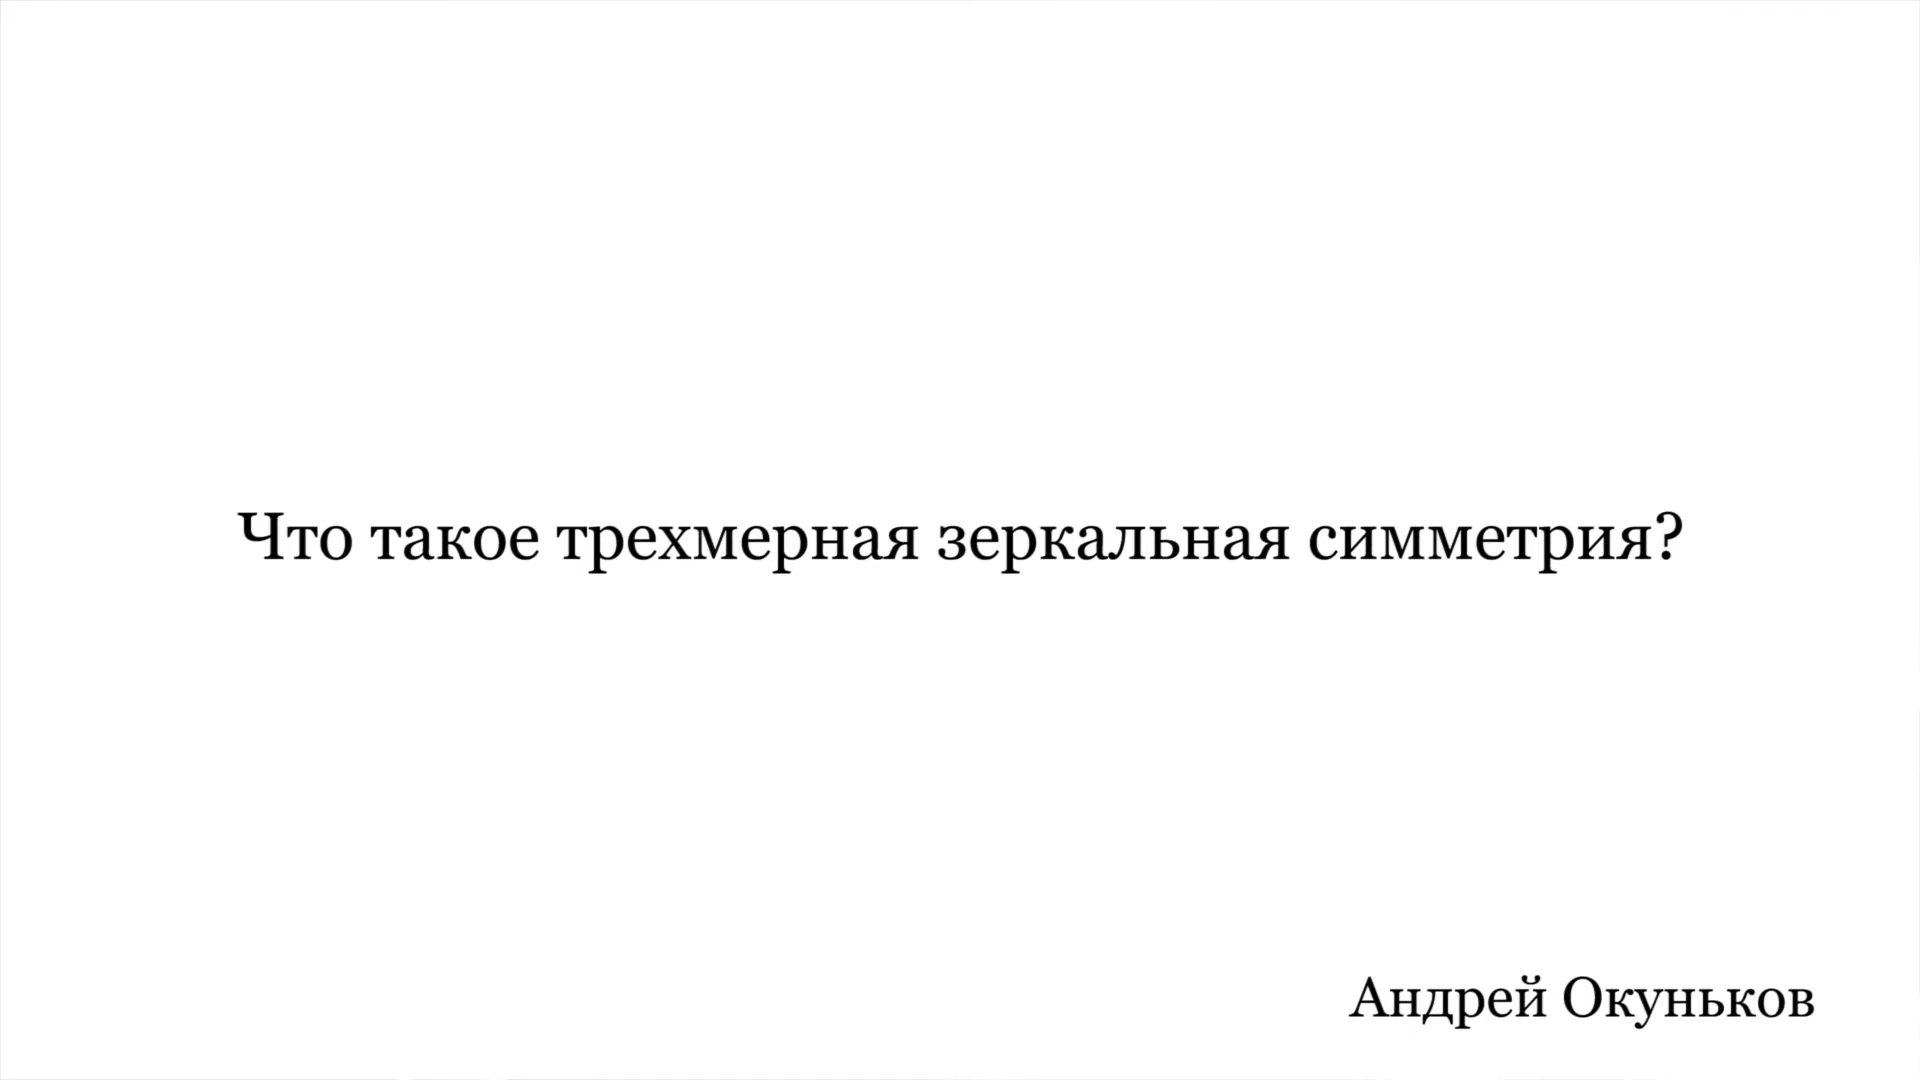 Что такое трехмерная зеркальная симметрия?
Андрей Окуньков